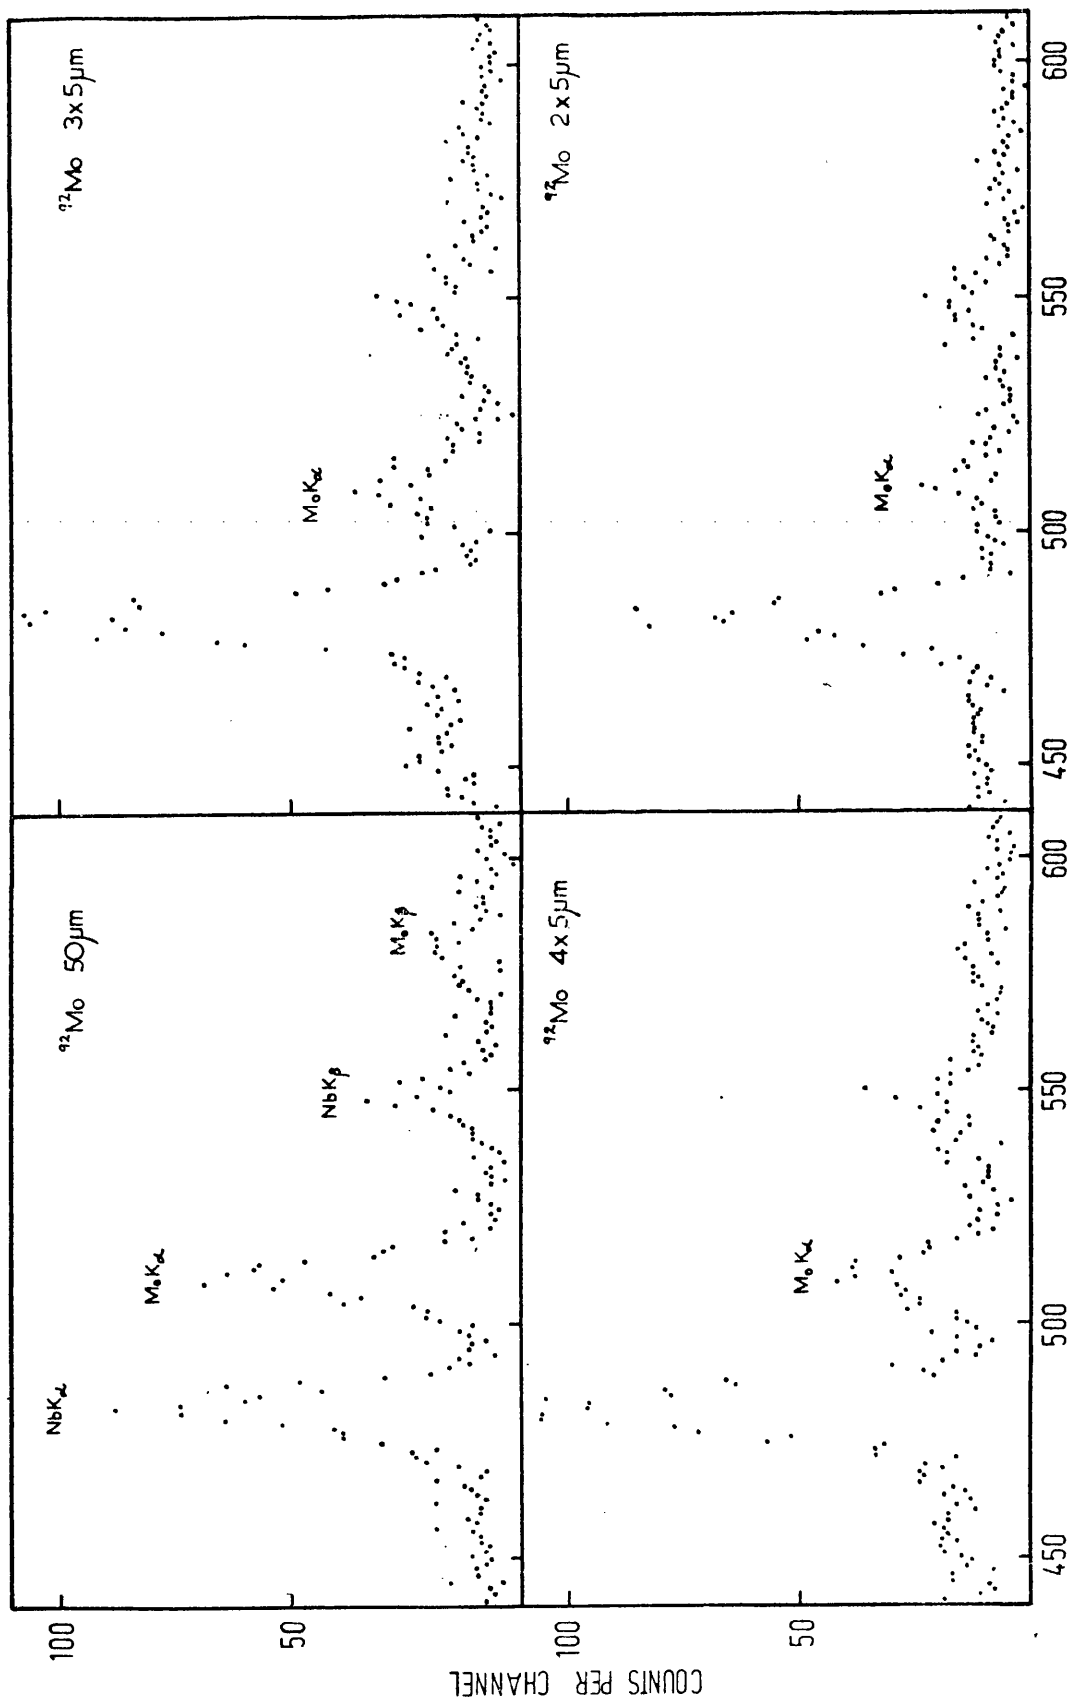 ⁹²Mo 50µm
NbKα
MoKα
NbKβ
MoKβ
⁹²Mo 3x5µm
MoKα
⁹²Mo 4x5µm
MoKα
⁹²Mo 2x5µm
MoKα
COUNTS PER CHANNEL
100
50
100
50
450
500
550
600
450
500
550
600